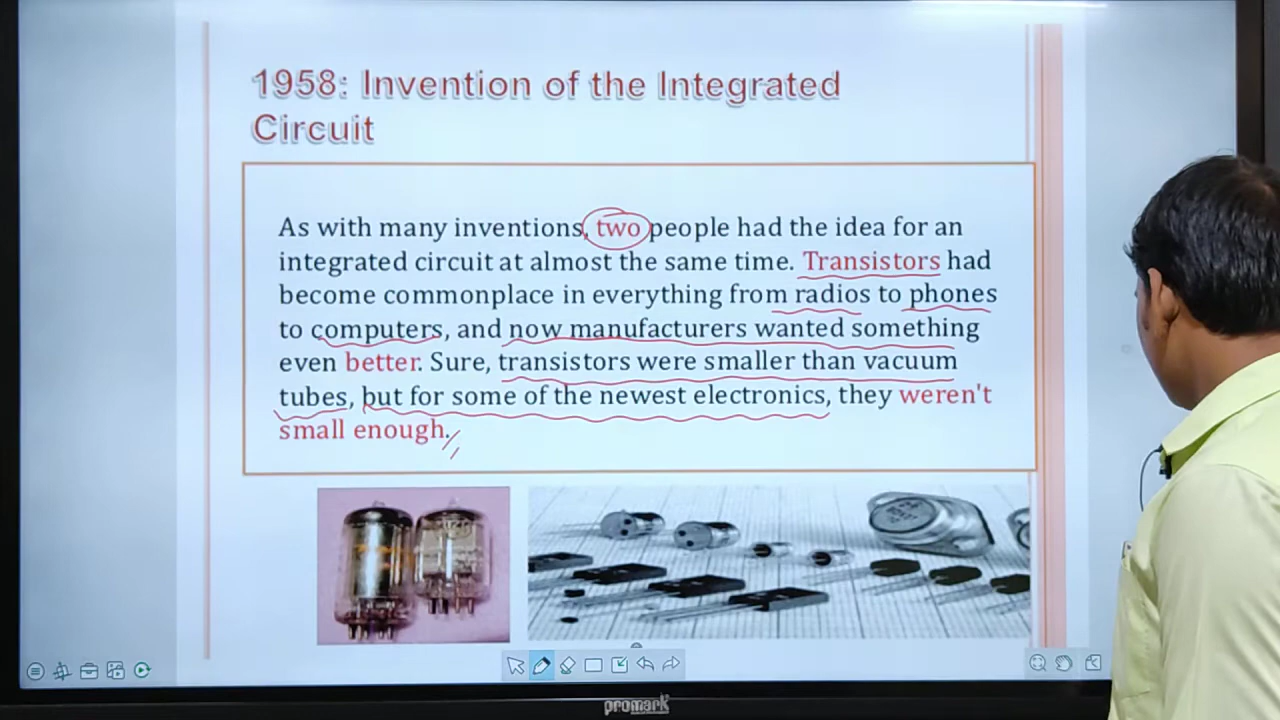 1958: Invention of the Integrated
Circuit
As with many inventions, two people had the idea for an
integrated circuit at almost the same time. Transistors had
become commonplace in everything from radios to phones
to computers, and now manufacturers wanted something
even better. Sure, transistors were smaller than vacuum
tubes, but for some of the newest electronics, they weren't
small enough.
promark